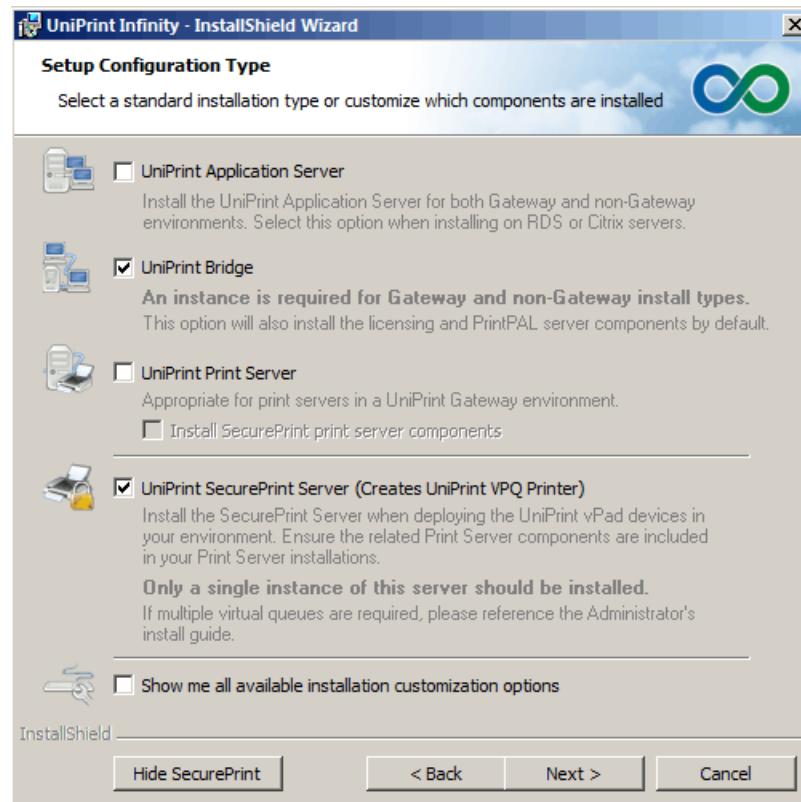 UniPrint Infinity - InstallShield Wizard
Setup Configuration Type
Select a standard installation type or customize which components are installed
UniPrint Application Server
Install the UniPrint Application Server for both Gateway and non-Gateway
environments. Select this option when installing on RDS or Citrix servers.
UniPrint Bridge
An instance is required for Gateway and non-Gateway install types.
This option will also install the licensing and PrintPAL server components by default.
UniPrint Print Server
Appropriate for print servers in a UniPrint Gateway environment.
Install SecurePrint print server components
UniPrint SecurePrint Server (Creates UniPrint VPQ Printer)
Install the SecurePrint Server when deploying the UniPrint vPad devices in
your environment. Ensure the related Print Server components are included
in your Print Server installations.
Only a single instance of this server should be installed.
If multiple virtual queues are required, please reference the Administrator's
install guide.
Show me all available installation customization options
InstallShield
Hide SecurePrint
< Back
Next >
Cancel